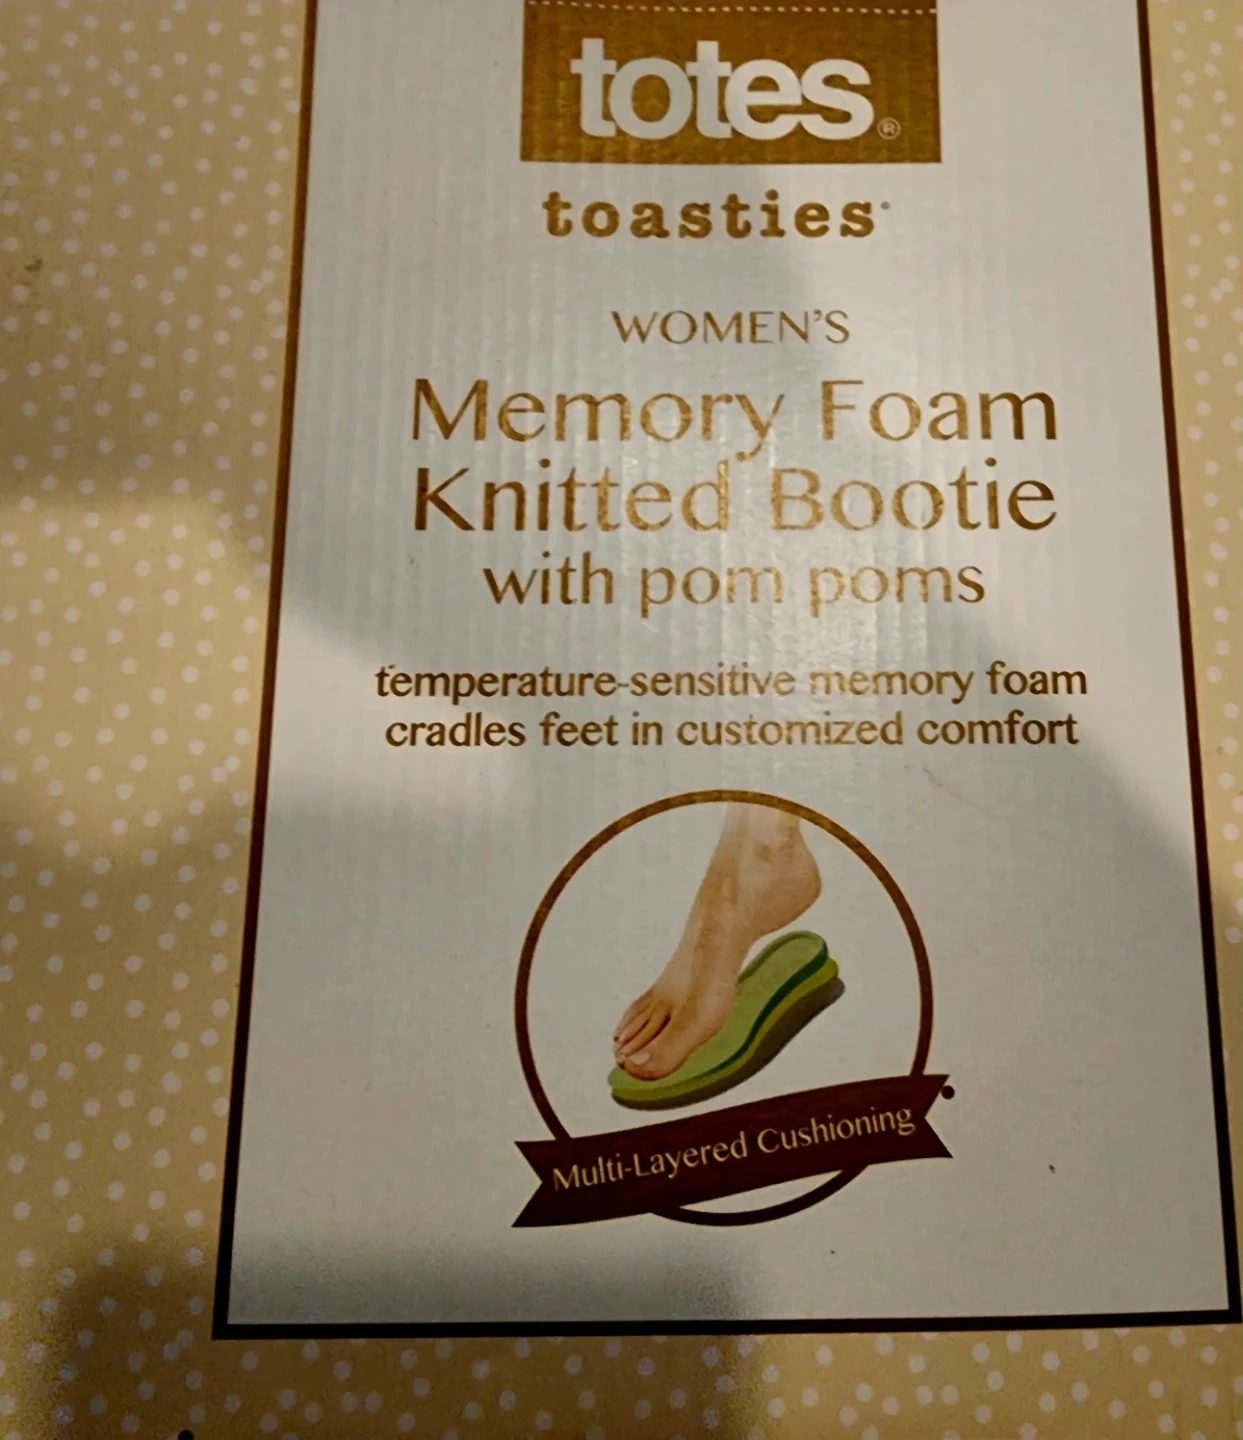 totes®
toasties
WOMEN'S
Memory Foam
Knitted Bootie
with pom poms
temperature-sensitive memory foam
cradles feet in customized comfort
Multi-Layered Cushioning